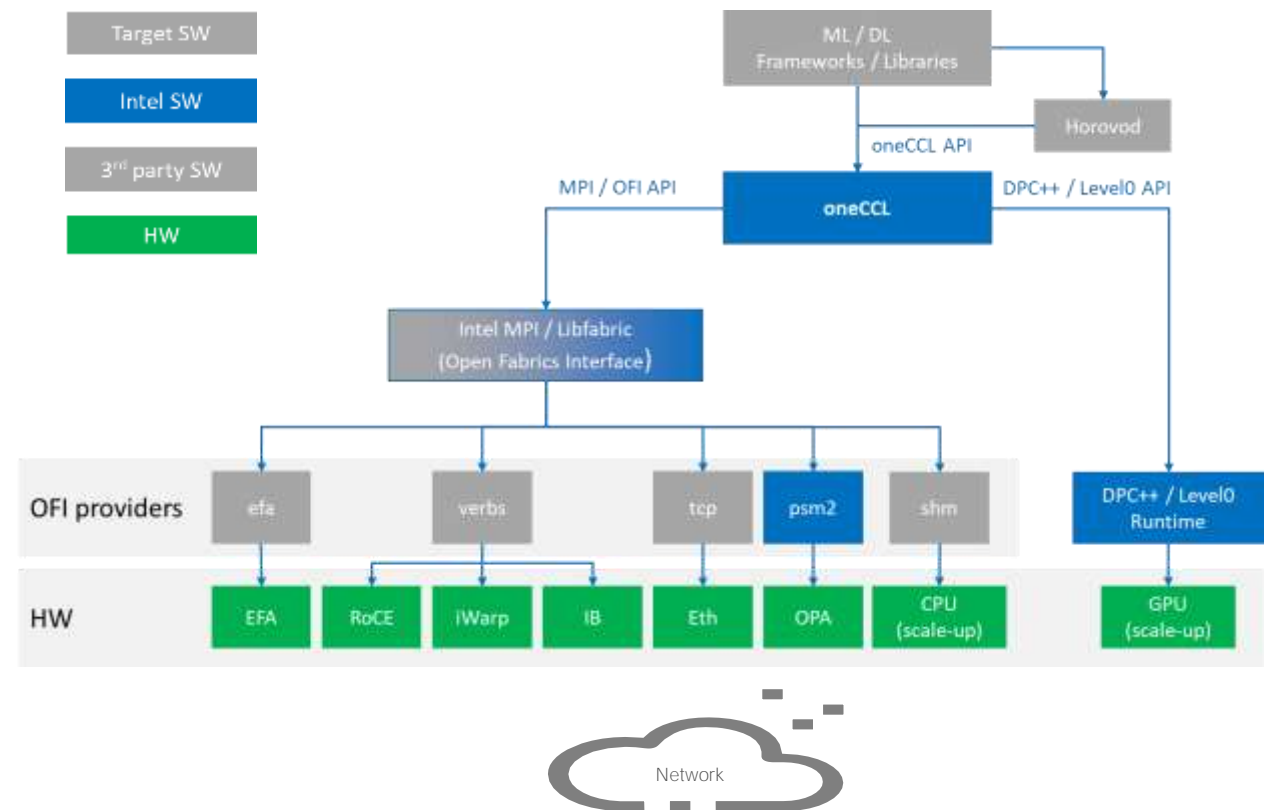 Target SW
Intel SW
3rd party SW
HW
ML / DL
Frameworks / Libraries
Horovod
oneCCL API
MPI / OFI API
oneCCL
DPC++ / Level0 API
Intel MPI / Libfabric
(Open Fabrics Interface)
OFI providers
efa
verbs
tcp
psm2
shm
DPC++ / Level0
Runtime
HW
EFA
RoCE
iWarp
IB
Eth
OPA
CPU
(scale-up)
GPU
(scale-up)
Network